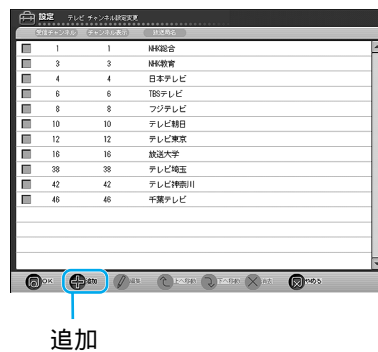 設定 テレビ チャンネル設定変更
受信チャンネル チャンネル表示 放送局名
1 1 NHK総合
3 3 NHK教育
4 4 日本テレビ
6 6 TBSテレビ
8 8 フジテレビ
10 10 テレビ朝日
12 12 テレビ東京
16 16 放送大学
38 38 テレビ埼玉
42 42 テレビ神奈川
46 46 千葉テレビ
OK 追加 編集 上へ移動 下へ移動 消去 やめる
追加